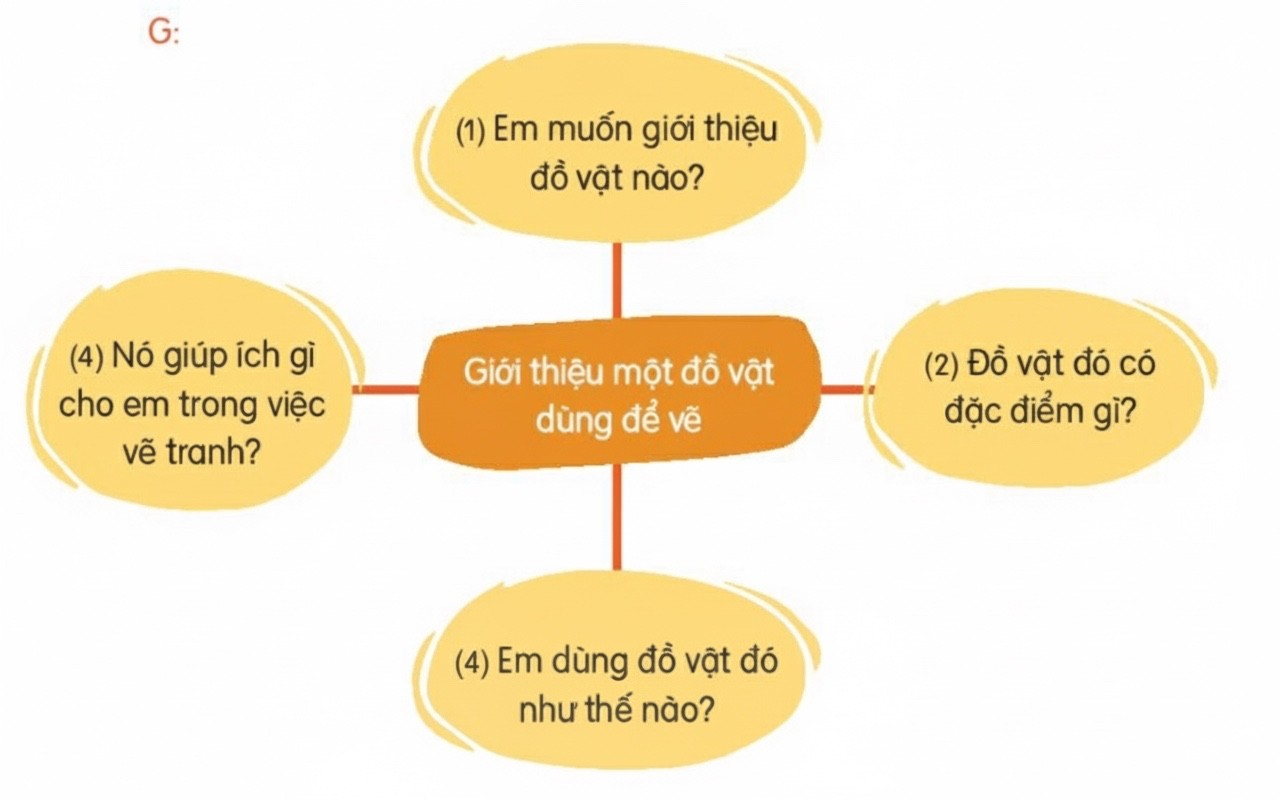 G:
(1) Em muốn giới thiệu
đồ vật nào?
Giới thiệu một đồ vật
dùng để vẽ
(2) Đồ vật đó có
đặc điểm gì?
(4) Em dùng đồ vật đó
như thế nào?
(4) Nó giúp ích gì
cho em trong việc
vẽ tranh?